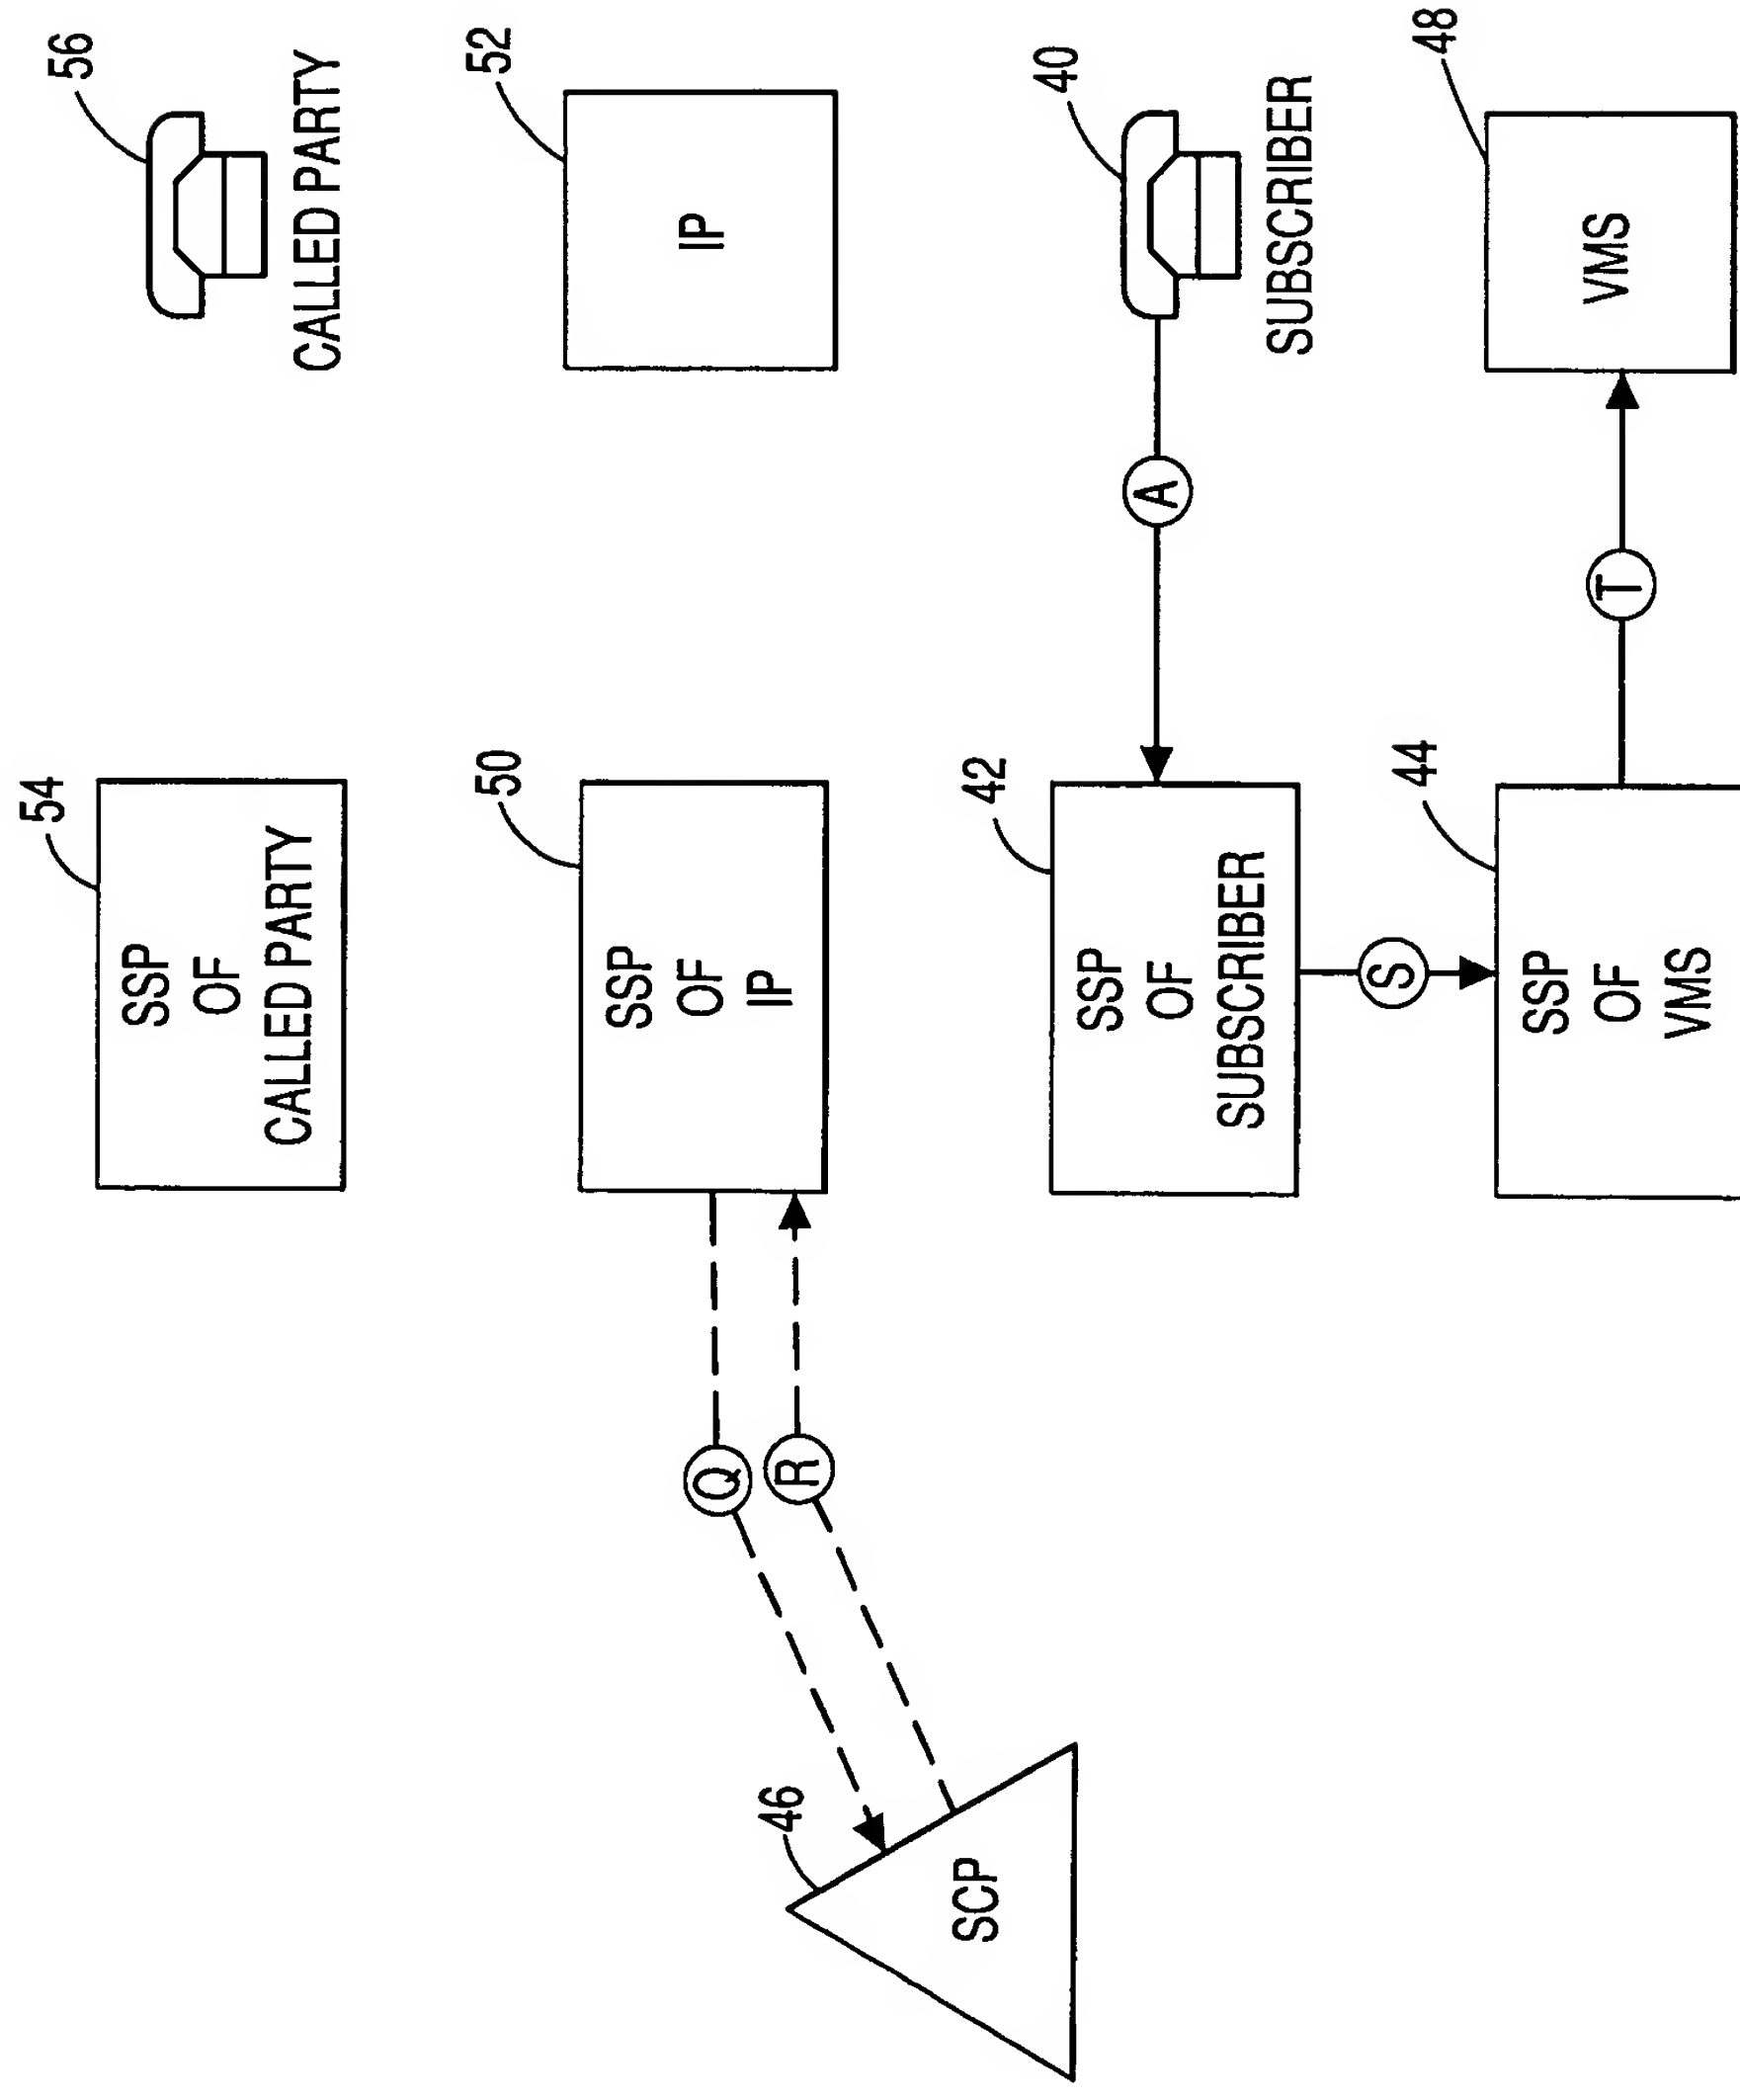 56
CALLED PARTY
52
IP
40
SUBSCRIBER
48
VMS
A
T
54
SSP
OF
CALLED PARTY
50
SSP
OF
IP
42
SSP
OF
SUBSCRIBER
S
44
SSP
OF
VMS
Q
R
46
SCP